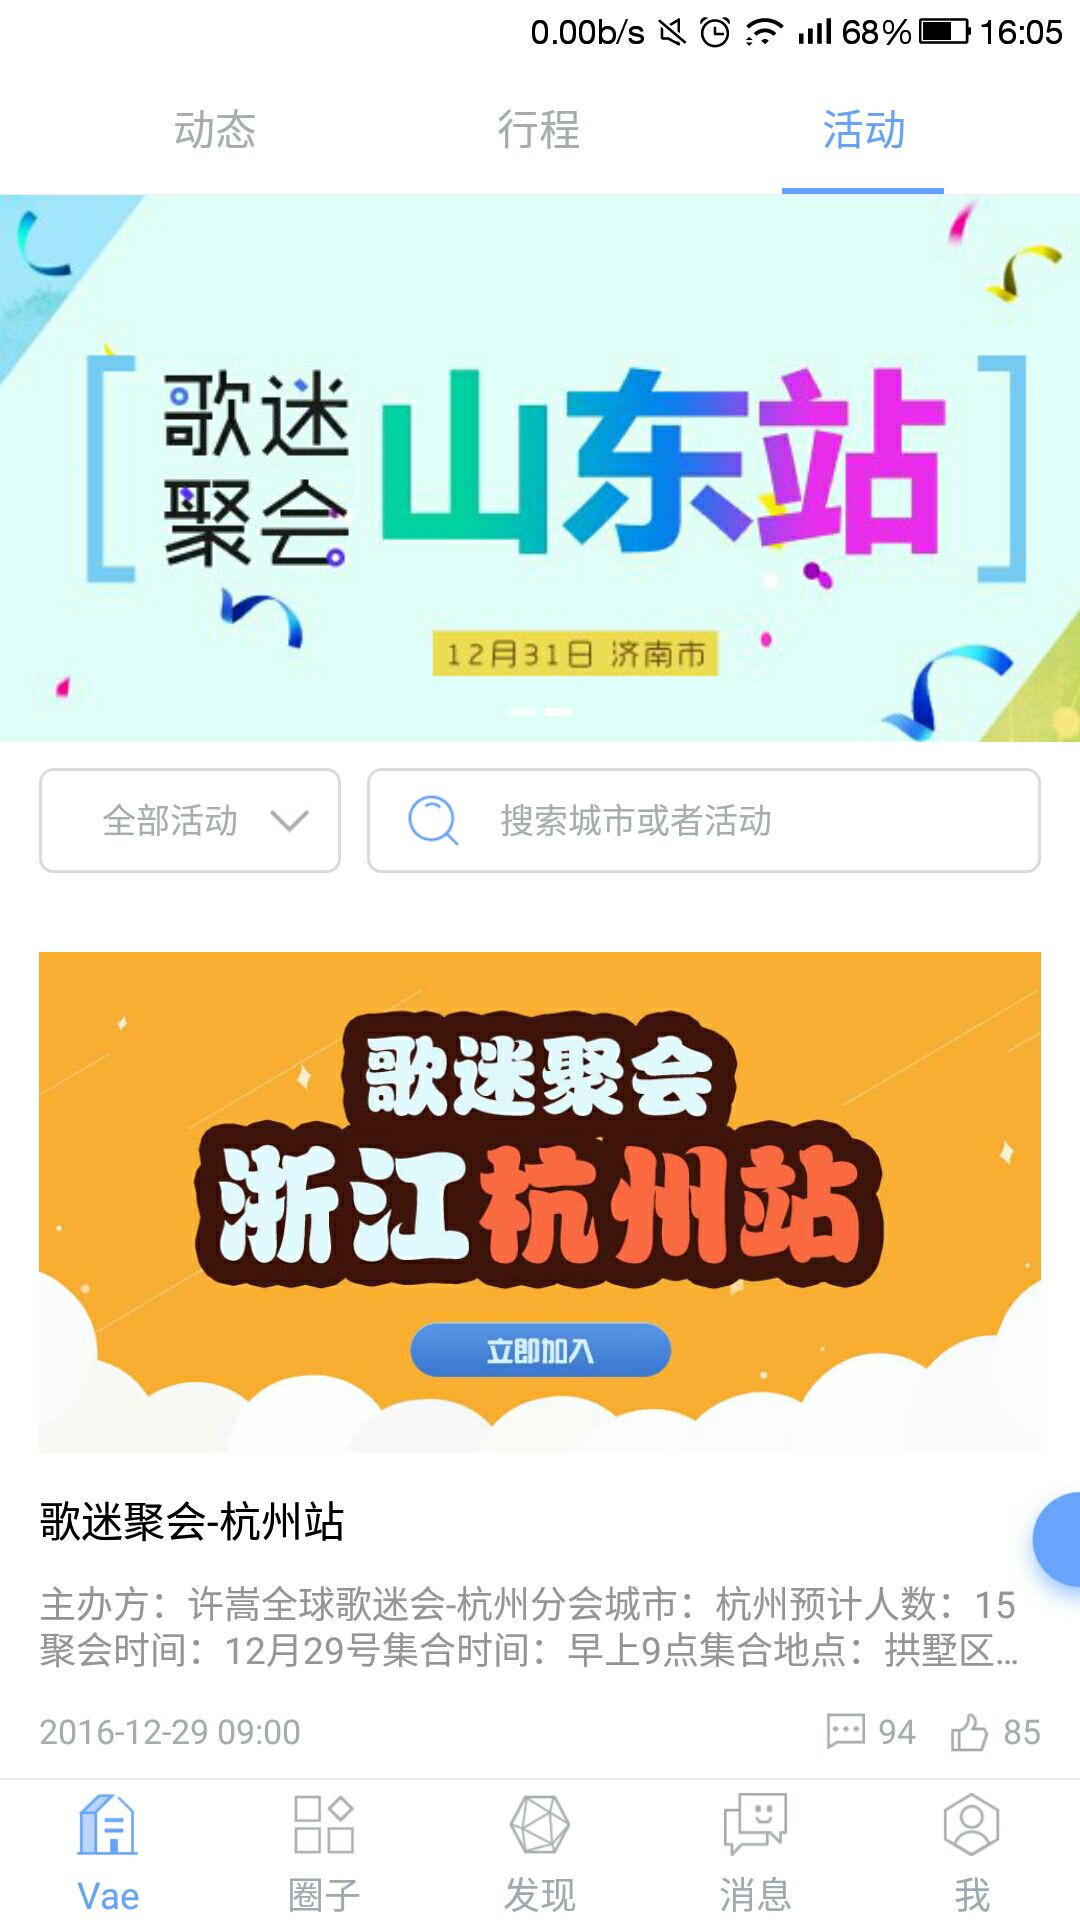 0.00b/s 68% 16:05
动态 行程 活动
歌迷聚会 山东站
12月31日 济南市
全部活动 搜索城市或者活动
歌迷聚会
浙江杭州站
立即加入
歌迷聚会-杭州站
主办方：许嵩全球歌迷会-杭州分会城市：杭州预计人数：15
聚会时间：12月29号集合时间：早上9点集合地点：拱墅区...
2016-12-29 09:00 94 85
Vae 圈子 发现 消息 我